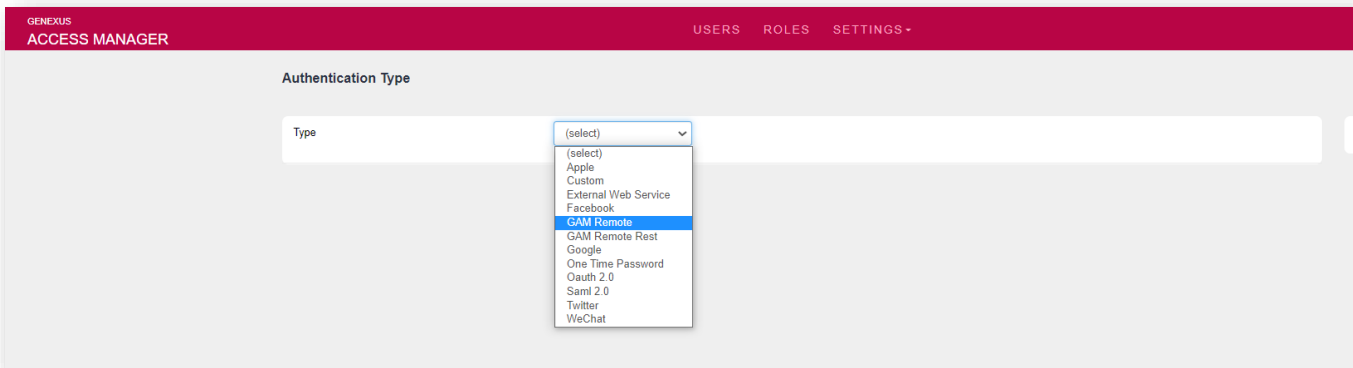 GENEXUS
ACCESS MANAGER
USERS ROLES SETTINGS
Authentication Type
Type
(select)
(select)
Apple
Custom
External Web Service
Facebook
GAM Remote
GAM Remote Rest
Google
One Time Password
Oauth 2.0
Saml 2.0
Twitter
WeChat